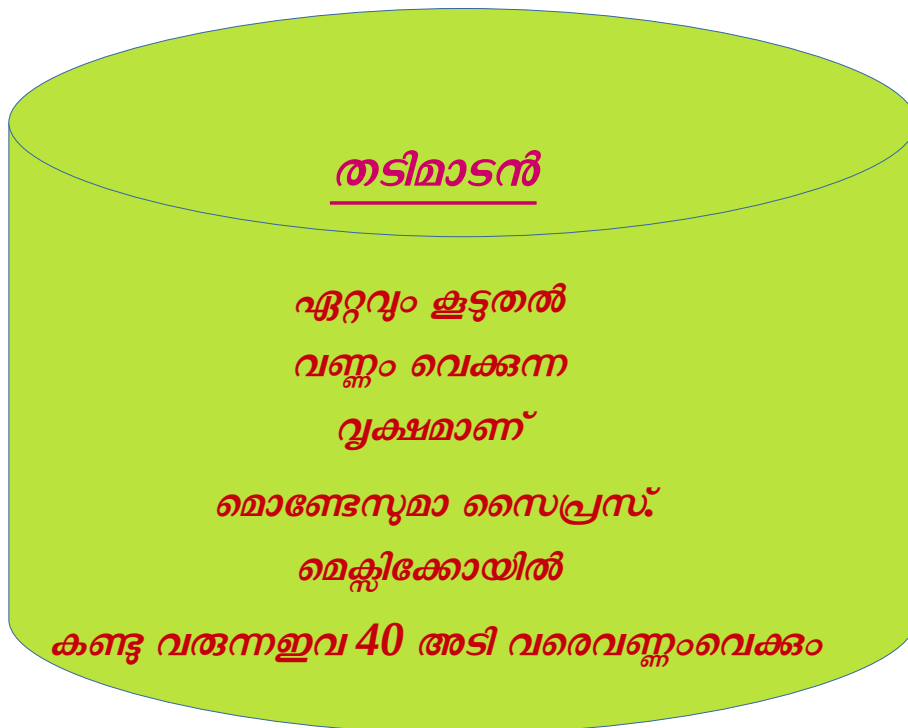 തടിമാടൻ
ഏറ്റവും കൂടുതൽ
വണ്ണം വെക്കുന്ന
വൃക്ഷമാണ്
മൊണ്ടേസുമാ സൈപ്രസ്.
മെക്സിക്കോയിൽ
കണ്ടു വരുന്നഇവ 40 അടി വരെവണ്ണംവെക്കും